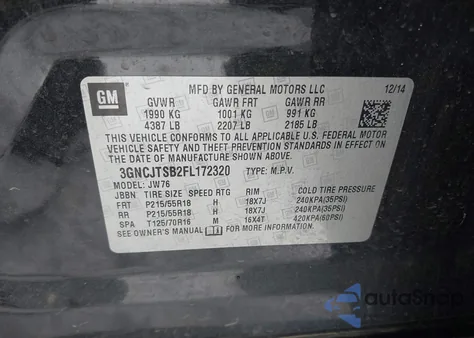 GM
MFD BY GENERAL MOTORS LLC 12/14
GVWR GAWR FRT GAWR RR
1990 KG 1001 KG 991 KG
4387 LB 2207 LB 2185 LB
THIS VEHICLE CONFORMS TO ALL APPLICABLE U.S. FEDERAL MOTOR
VEHICLE SAFETY AND THEFT PREVENTION STANDARDS IN EFFECT ON
THE DATE OF MANUFACTURE SHOWN ABOVE.
3GNCJTSB2FL172320 TYPE: M.P.V.
MODEL: JW76
JBBN TIRE SIZE SPEED RTG RIM COLD TIRE PRESSURE
FRT P215/55R18 H 18X7J 240KPA(35PSI)
RR P215/55R18 H 18X7J 240KPA(35PSI)
SPA T125/70R16 M 16X4T 420KPA(60PSI)
SEE OWNER'S MANUAL FOR MORE INFORMATION.
autoSnap